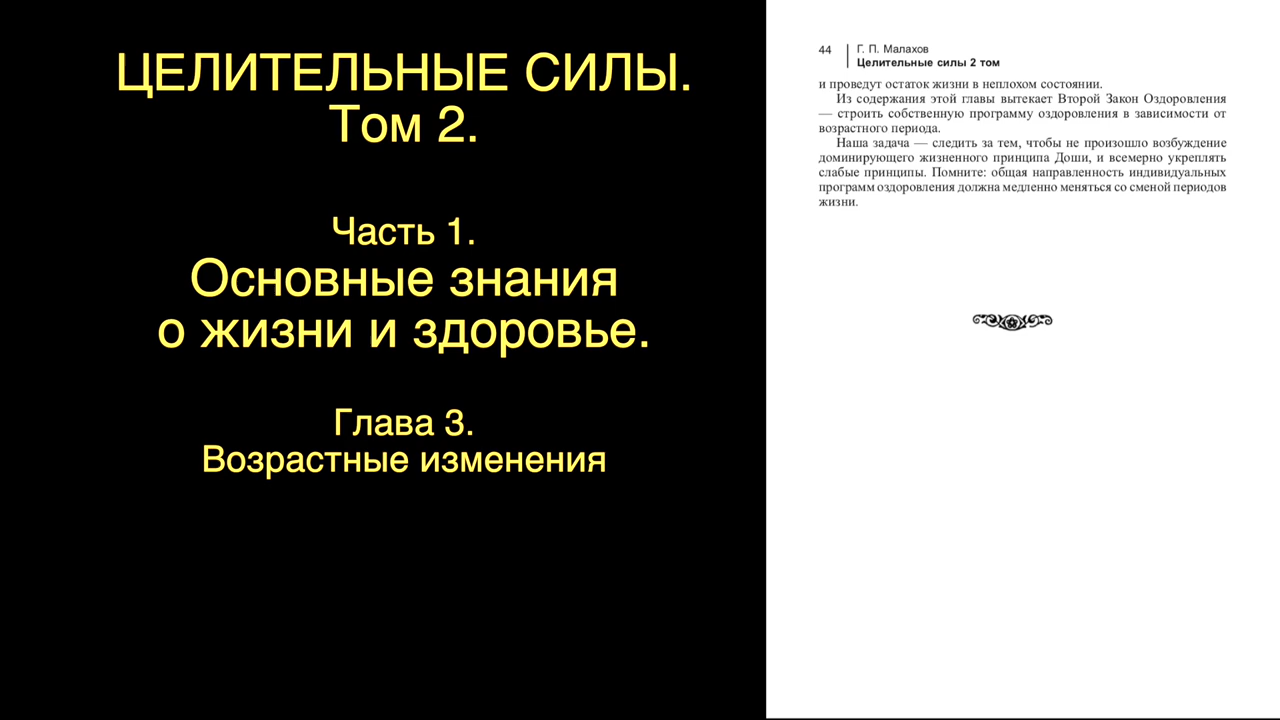 ЦЕЛИТЕЛЬНЫЕ СИЛЫ.
Том 2.
Часть 1.
Основные знания
о жизни и здоровье.
Глава 3.
Возрастные изменения
44
Г. П. Малахов
Целительные силы 2 том
и проведут остаток жизни в неплохом состоянии.
Из содержания этой главы вытекает Второй Закон Оздоровления
— строить собственную программу оздоровления в зависимости от
возрастного периода.
Наша задача — следить за тем, чтобы не произошло возбуждение
доминирующего жизненного принципа Доши, и всемерно укреплять
слабые принципы. Помните: общая направленность индивидуальных
программ оздоровления должна медленно меняться со сменой периодов
жизни.